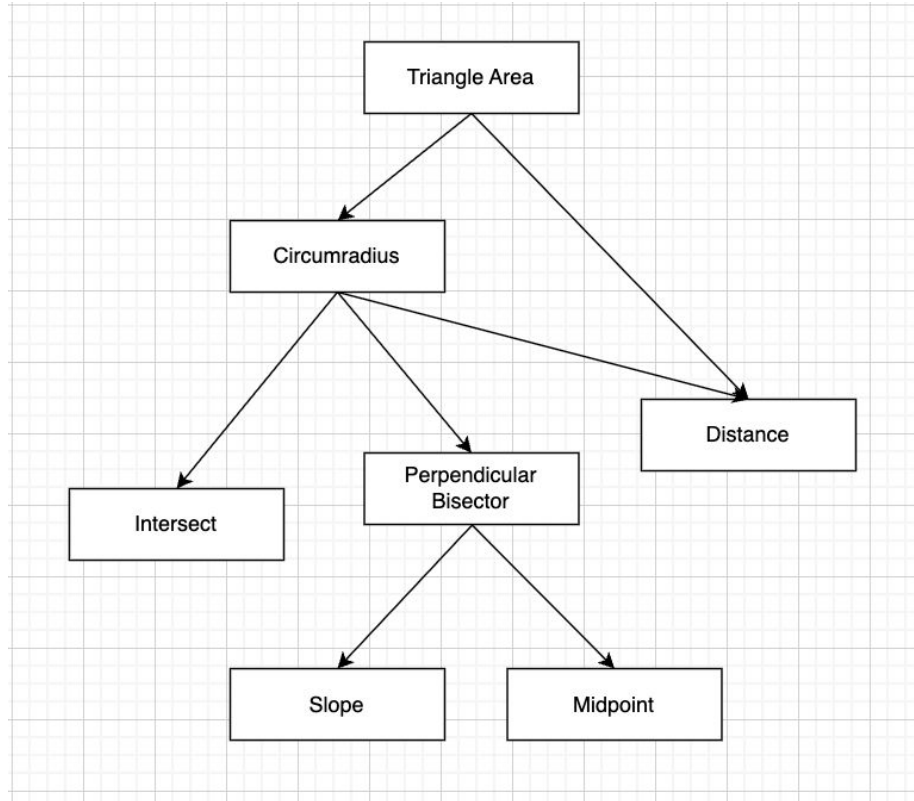 Triangle Area
Circumradius
Distance
Perpendicular
Bisector
Intersect
Slope
Midpoint